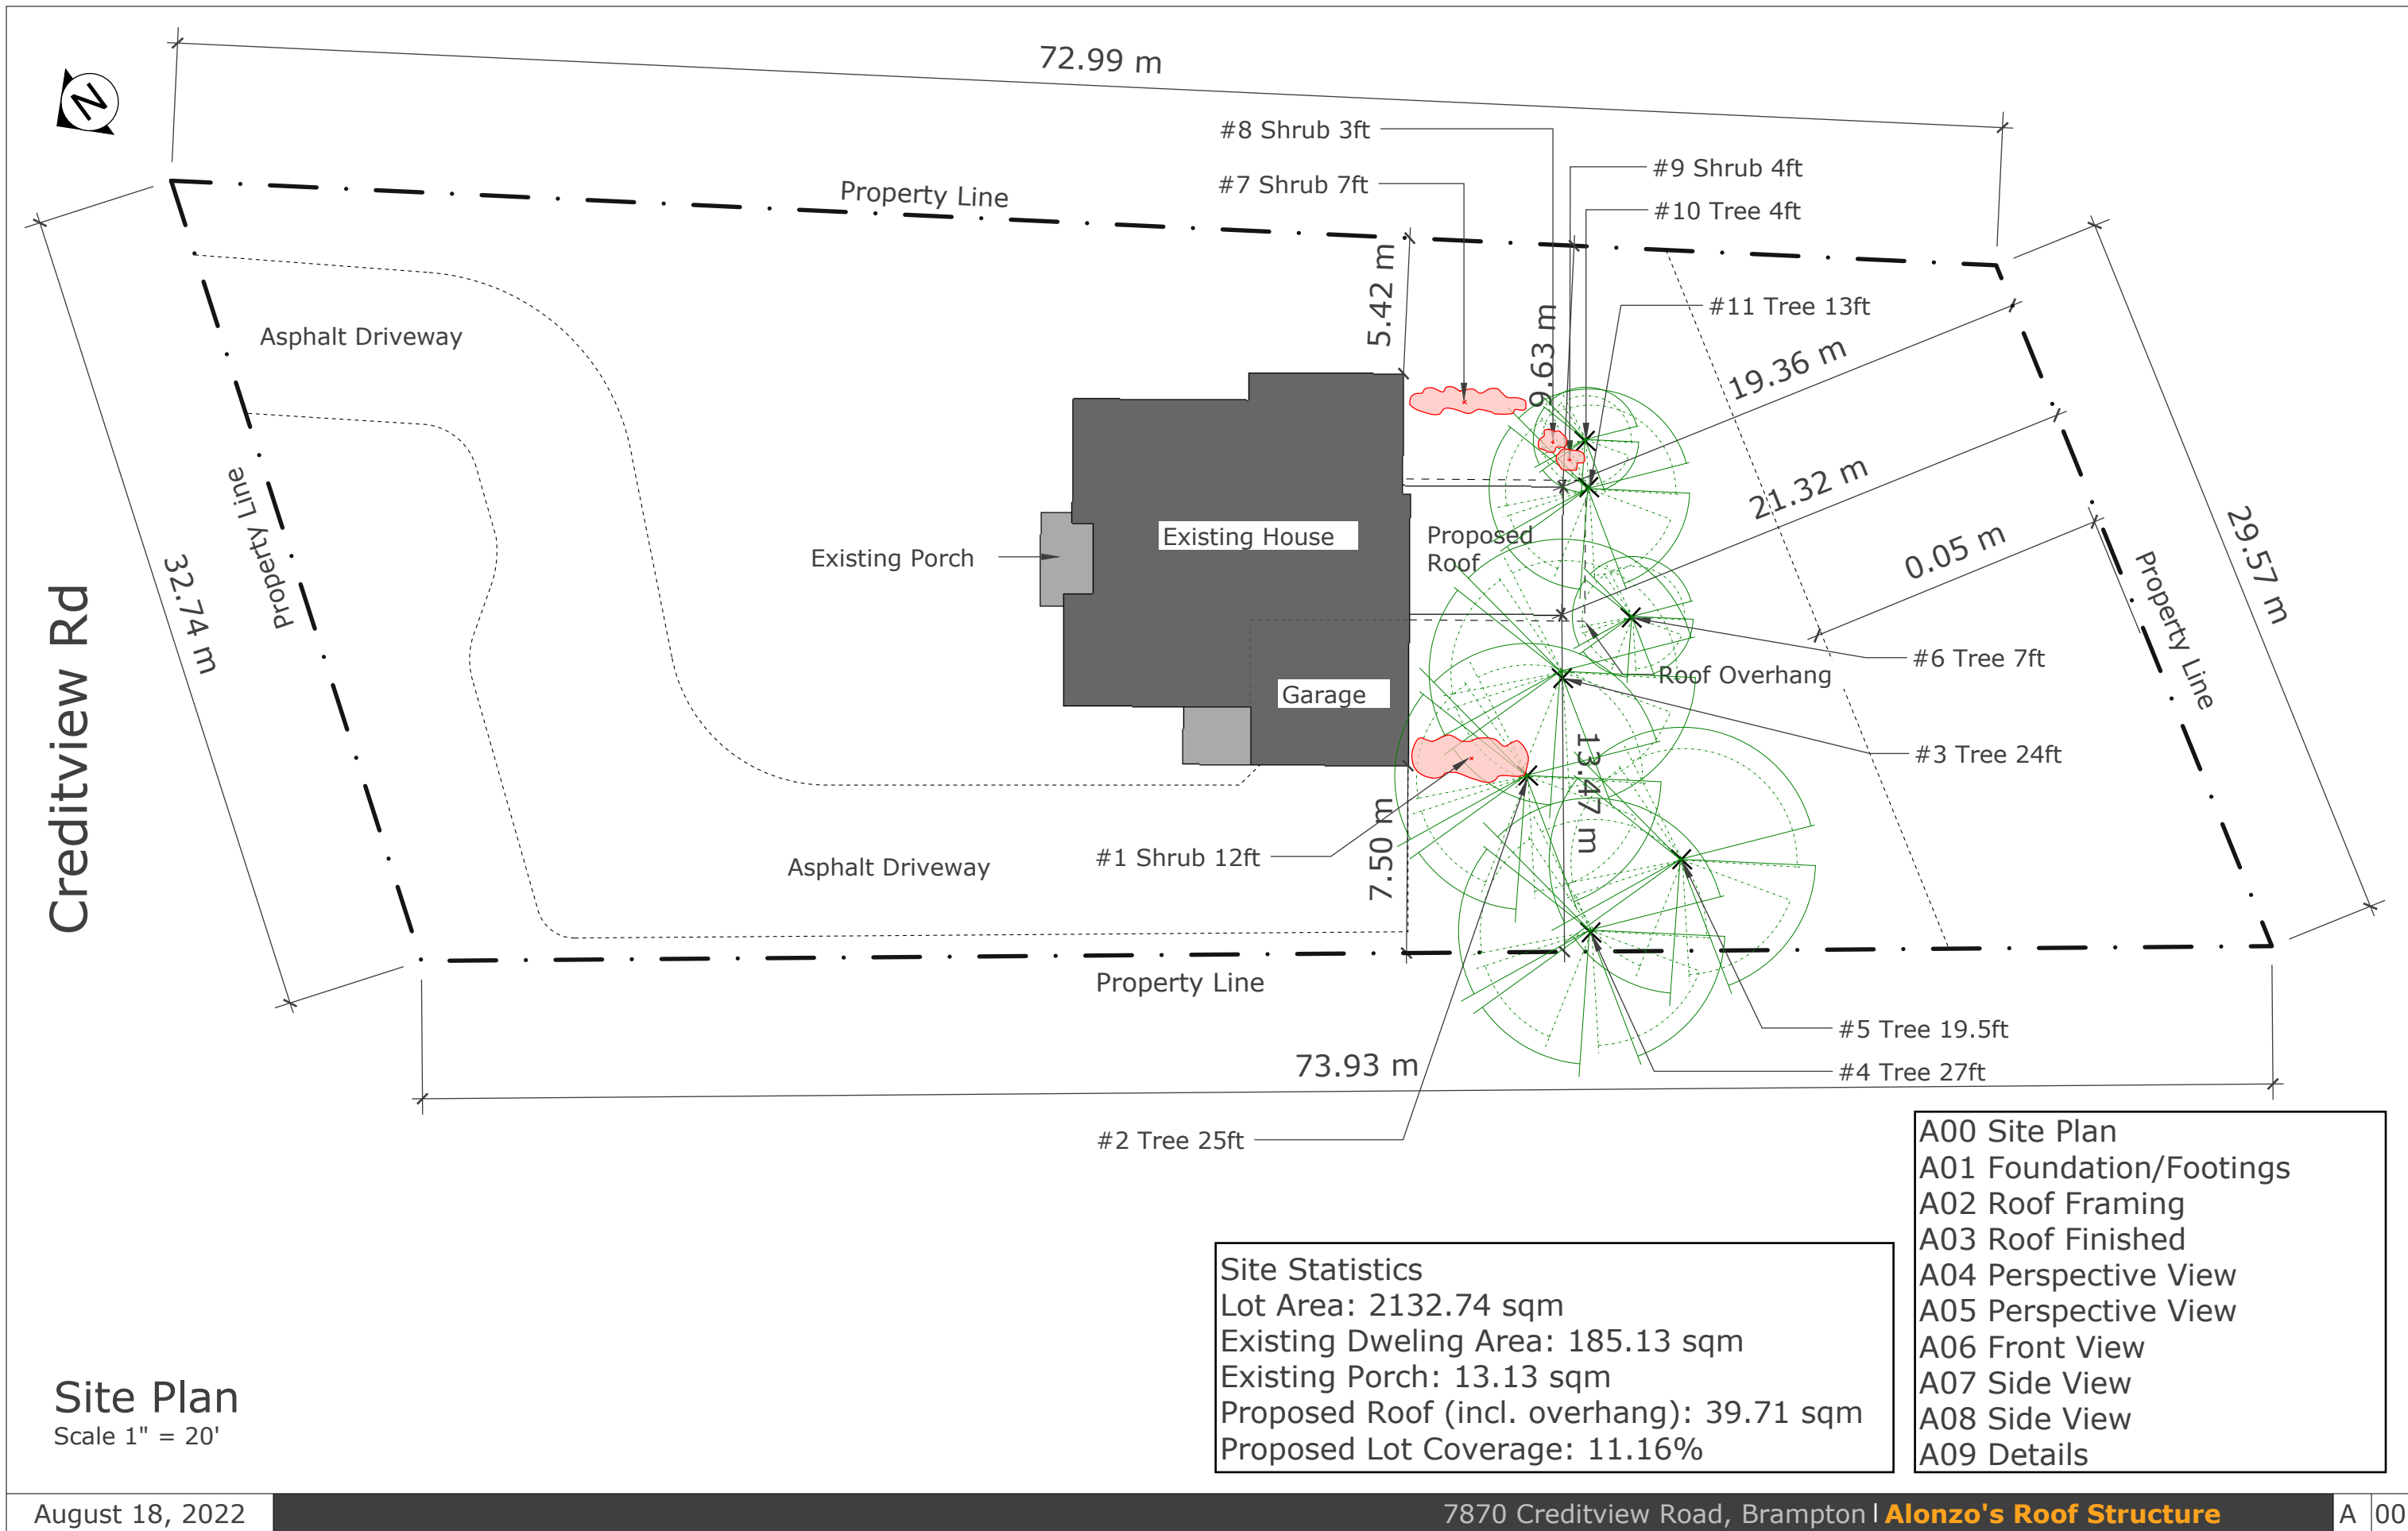 72.99 m
N
#8 Shrub 3ft
#9 Shrub 4ft
#7 Shrub 7ft
#10 Tree 4ft
Property Line
5.42 m
#11 Tree 13ft
9.63 m
Asphalt Driveway
19.36 m
21.32 m
Property Line
Existing House
Proposed
Roof
0.05 m
29.57 m
Existing Porch
Property Line
32.74 m
Creditview Rd
#6 Tree 7ft
Roof Overhang
Garage
#3 Tree 24ft
13.47 m
7.50 m
#1 Shrub 12ft
Asphalt Driveway
Property Line
#5 Tree 19.5ft
73.93 m
#4 Tree 27ft
#2 Tree 25ft
A00 Site Plan
A01 Foundation/Footings
A02 Roof Framing
A03 Roof Finished
A04 Perspective View
A05 Perspective View
A06 Front View
A07 Side View
A08 Side View
A09 Details
Site Statistics
Lot Area: 2132.74 sqm
Existing Dweling Area: 185.13 sqm
Existing Porch: 13.13 sqm
Proposed Roof (incl. overhang): 39.71 sqm
Proposed Lot Coverage: 11.16%
Site Plan
Scale 1" = 20'
August 18, 2022
7870 Creditview Road, Brampton | Alonzo's Roof Structure
A 00